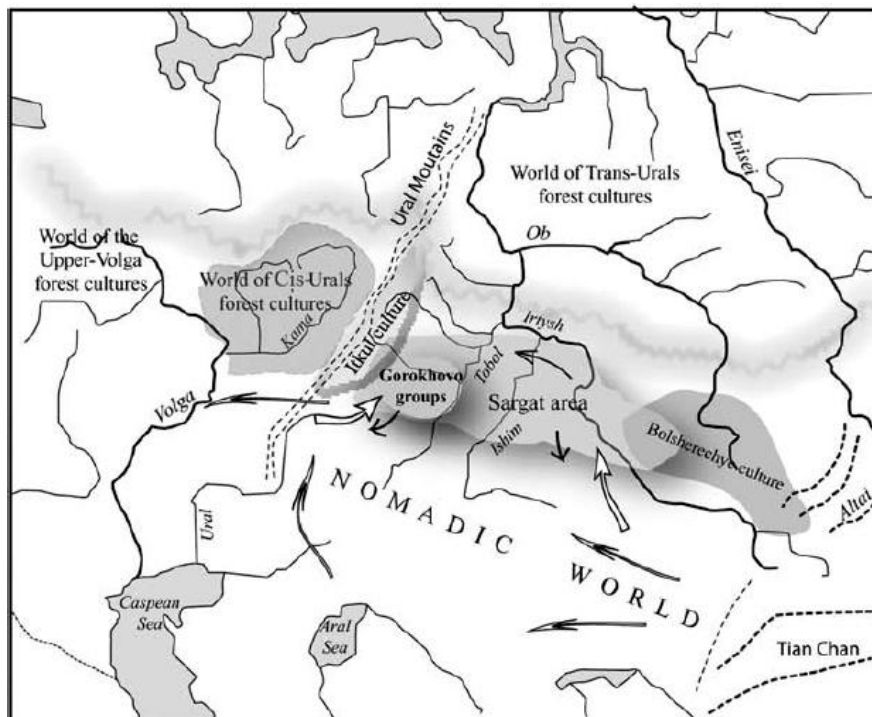 Ural Moutains
Enisei
World of Trans-Urals
forest cultures
Ob
World of the
Upper-Volga
forest cultures
World of Cis-Urals
forest cultures
Kama
Itkul culture
Irtysh
Tobol
Gorokhovo
groups
Sargat area
Volga
Ishim
Bolsherechye culture
Altai
NOMADIC
WORLD
Ural
Caspean
Sea
Aral
Sea
Tian Chan